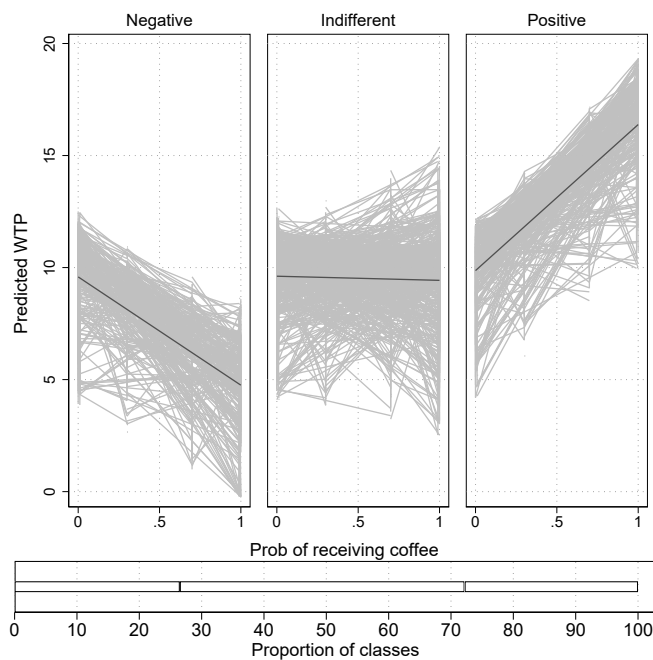 Negative Indifferent Positive
20
15
10
5
0
Predicted WTP
0 .5 1 0 .5 1 0 .5 1
Prob of receiving coffee
0 10 20 30 40 50 60 70 80 90 100
Proportion of classes